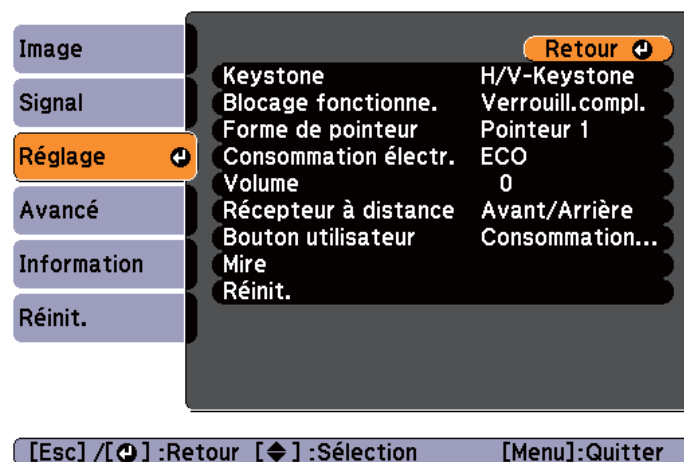 Image
Signal
Réglage
Avancé
Information
Réinit.
Retour
Keystone H/V-Keystone
Blocage fonctionne. Verrouill.compl.
Forme de pointeur Pointeur 1
Consommation électr. ECO
Volume 0
Récepteur à distance Avant/Arrière
Bouton utilisateur Consommation...
Mire
Réinit.
[Esc] /[⏎] :Retour [◆] :Sélection [Menu]:Quitter